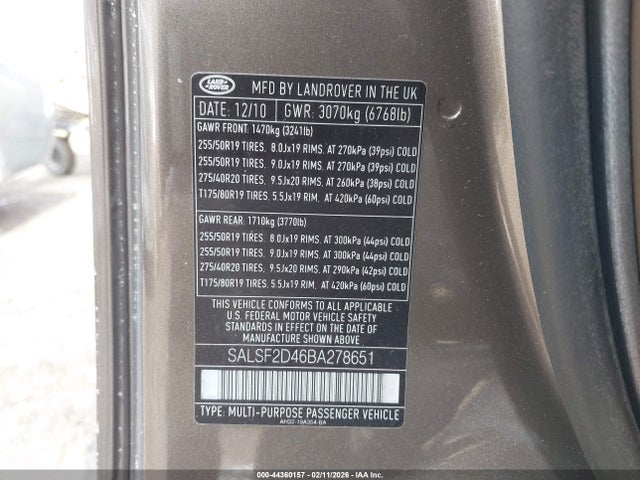 LAND ROVER
MFD BY LANDROVER IN THE UK
DATE: 12/10 GWR: 3070kg (6768lb)
GAWR FRONT: 1470kg (3241lb)
255/50R19 TIRES. 8.0Jx19 RIMS. AT 270kPa (39psi) COLD
255/50R19 TIRES. 9.0Jx19 RIMS. AT 270kPa (39psi) COLD
275/40R20 TIRES. 9.5Jx20 RIMS. AT 260kPa (38psi) COLD
T175/80R19 TIRES. 5.5Jx19 RIM. AT 420kPa (60psi) COLD
GAWR REAR: 1710kg (3770lb)
255/50R19 TIRES. 8.0Jx19 RIMS. AT 300kPa (44psi) COLD
255/50R19 TIRES. 9.0Jx19 RIMS. AT 300kPa (44psi) COLD
275/40R20 TIRES. 9.5Jx20 RIMS. AT 290kPa (42psi) COLD
T175/80R19 TIRES. 5.5Jx19 RIM. AT 420kPa (60psi) COLD
THIS VEHICLE CONFORMS TO ALL APPLICABLE
U.S. FEDERAL MOTOR VEHICLE SAFETY
STANDARDS IN EFFECT ON THE DATE OF
MANUFACTURE SHOWN ABOVE
SALSF2D46BA278651
TYPE: MULTI-PURPOSE PASSENGER VEHICLE
AH32-19A354-BA
000-44360157 - 02/11/2026 - IAA Inc.